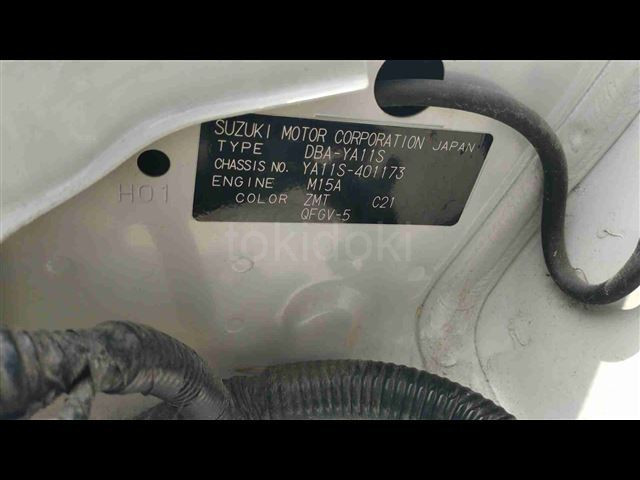 SUZUKI MOTOR CORPORATION JAPAN
TYPE DBA-YA11S
CHASSIS NO. YA11S-401173
ENGINE M15A
COLOR ZMT C21
QFGV-5
H01
tokidoki